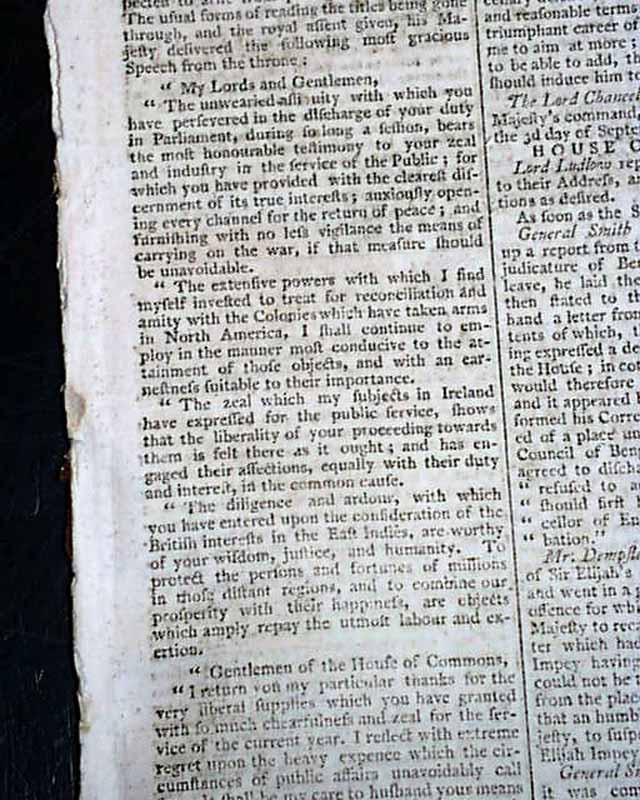 The uſual forms of reading the titles being gone
through, and the royal aſſent given, his Ma-
jeſty delivered the following moſt gracious
Speech from the throne:
“ My Lords and Gentlemen,
“ The unwearied aſſiduity with which you
have perſevered in the diſcharge of your duty
in Parliament, during ſo long a ſeſſion, bears
the moſt honourable teſtimony to your zeal
and induſtry in the ſervice of the Public; for
which you have provided with the cleareſt diſ-
cernment of its true intereſts; anxiouſly open-
ing every channel for the return of peace; and
furniſhing with no leſs vigilance the means of
carrying on the war, if that meaſure ſhould
be unavoidable.
“ The extenſive powers with which I find
myſelf inveſted to treat for reconciliation and
amity with the Colonies which have taken arms
in North America, I ſhall continue to em-
ploy in the manner moſt conducive to the at-
tainment of thoſe objects, and with an ear-
neſtneſs ſuitable to their importance.
“ The zeal which my ſubjects in Ireland
have expreſſed for the public ſervice, ſhows
that the liberality of your proceeding towards
them is felt there as it ought; and has en-
gaged their affections, equally with their duty
and intereſt, in the common cauſe.
“ The diligence and ardour, with which
you have entered upon the conſideration of the
Britiſh intereſts in the Eaſt Indies, are worthy
of your wiſdom, juſtice, and humanity. To
protect the perſons and fortunes of millions
in thoſe diſtant regions, and to combine our
proſperity with their happineſs, are objects
which amply repay the utmoſt labour and ex-
ertion.
“ Gentlemen of the Houſe of Commons,
“ I return you my particular thanks for the
very liberal ſupplies which you have granted
with ſo much chearfulneſs and zeal for the ſer-
vice of the current year. I reflect with extreme
regret upon the heavy expence which the cir-
cumſtances of public affairs unavoidably call
ſhall be my care to huſband your means
and reaſonable terms
triumphant career of
me to aim at more;
to be able to add, th
ſhould induce him to
The Lord Chancel
Majeſty's command,
the 3d day of Septe
HOUSE O
Lord Ludlow rep
to their Addreſs, a
tions as deſired.
As ſoon as the S
General Smith
up a report from t
judicature of Ben
leave, he laid the
then ſtated to th
hand a letter from
tents of which,
ing expreſſed a de
the Houſe; in co
would therefore
and it appeared
formed his Corre
ed of a place un
Council of Beng
agreed to diſch
“ refuſed to a
“ ſhould firſt
“ cellor of Ex
“ bation.”
Mr. Dempſte
of Sir Elijah's
and went in a
offence for wh
Majeſty to reca
ter which had
Impey having
could not be
from the place
that an humb
jeſty, to ſuſp
Elijah Impey
General S
it was con